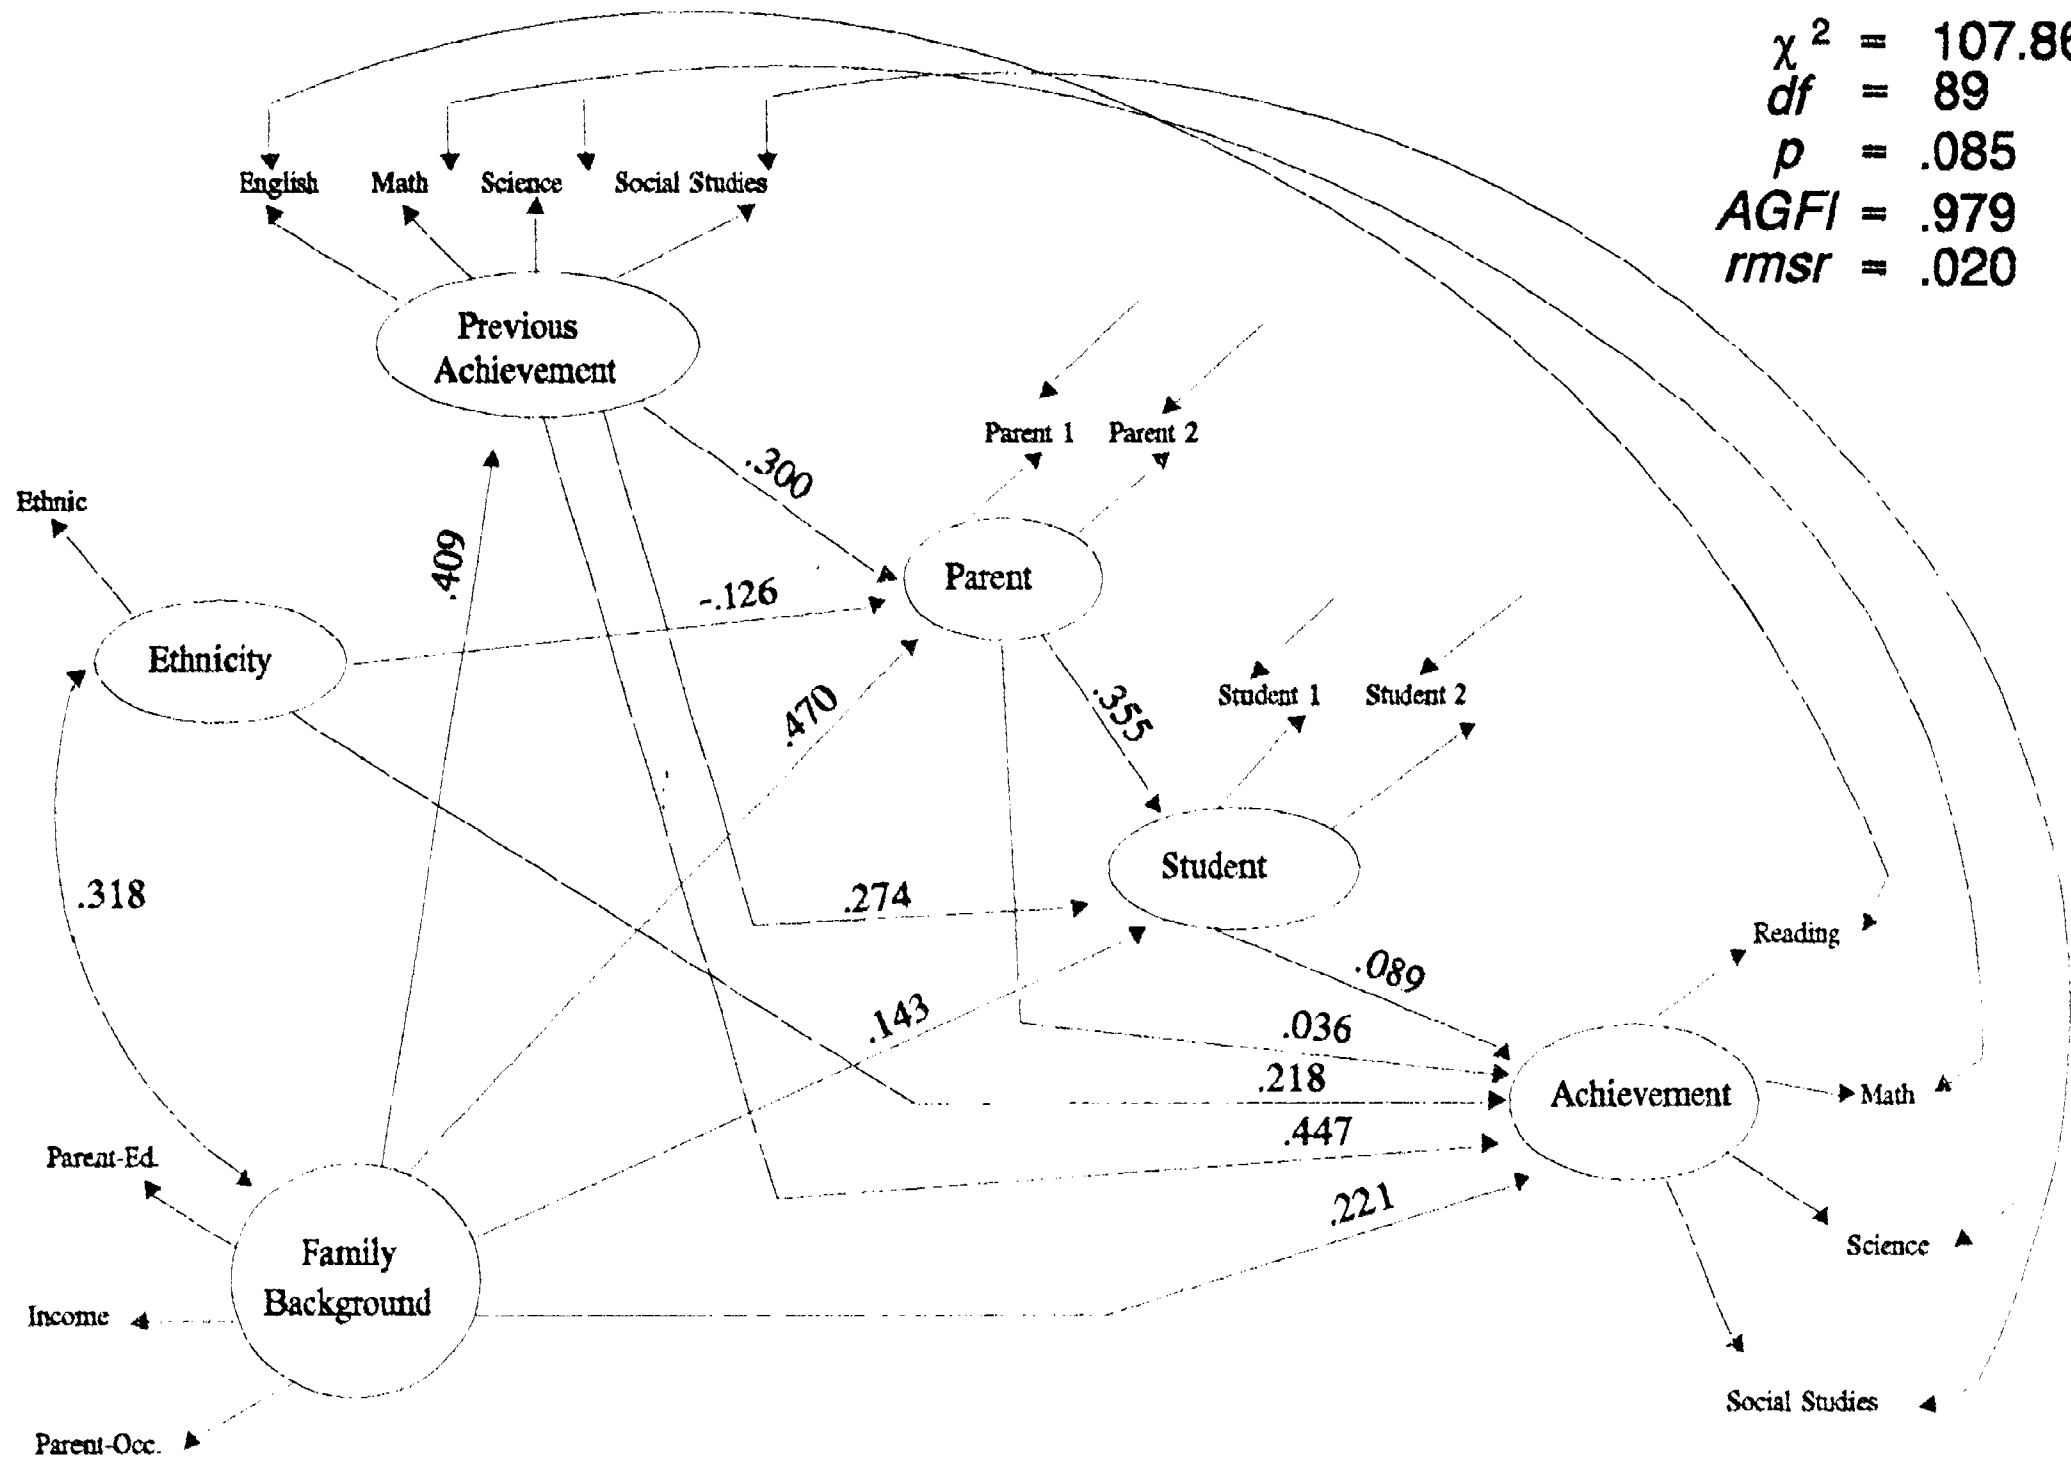 χ 2 = 107.86
df = 89
p = .085
AGFI = .979
rmsr = .020
English Math Science Social Studies
Previous
Achievement
Parent 1 Parent 2
.300
Ethnic
.409
-.126
Parent
Ethnicity
.470
.355
Student 1 Student 2
Student
.318
.274
Reading
.089
.143
.036
.218
Achievement
Math
.447
Parent-Ed.
.221
Family
Background
Science
Income
Social Studies
Parent-Occ.